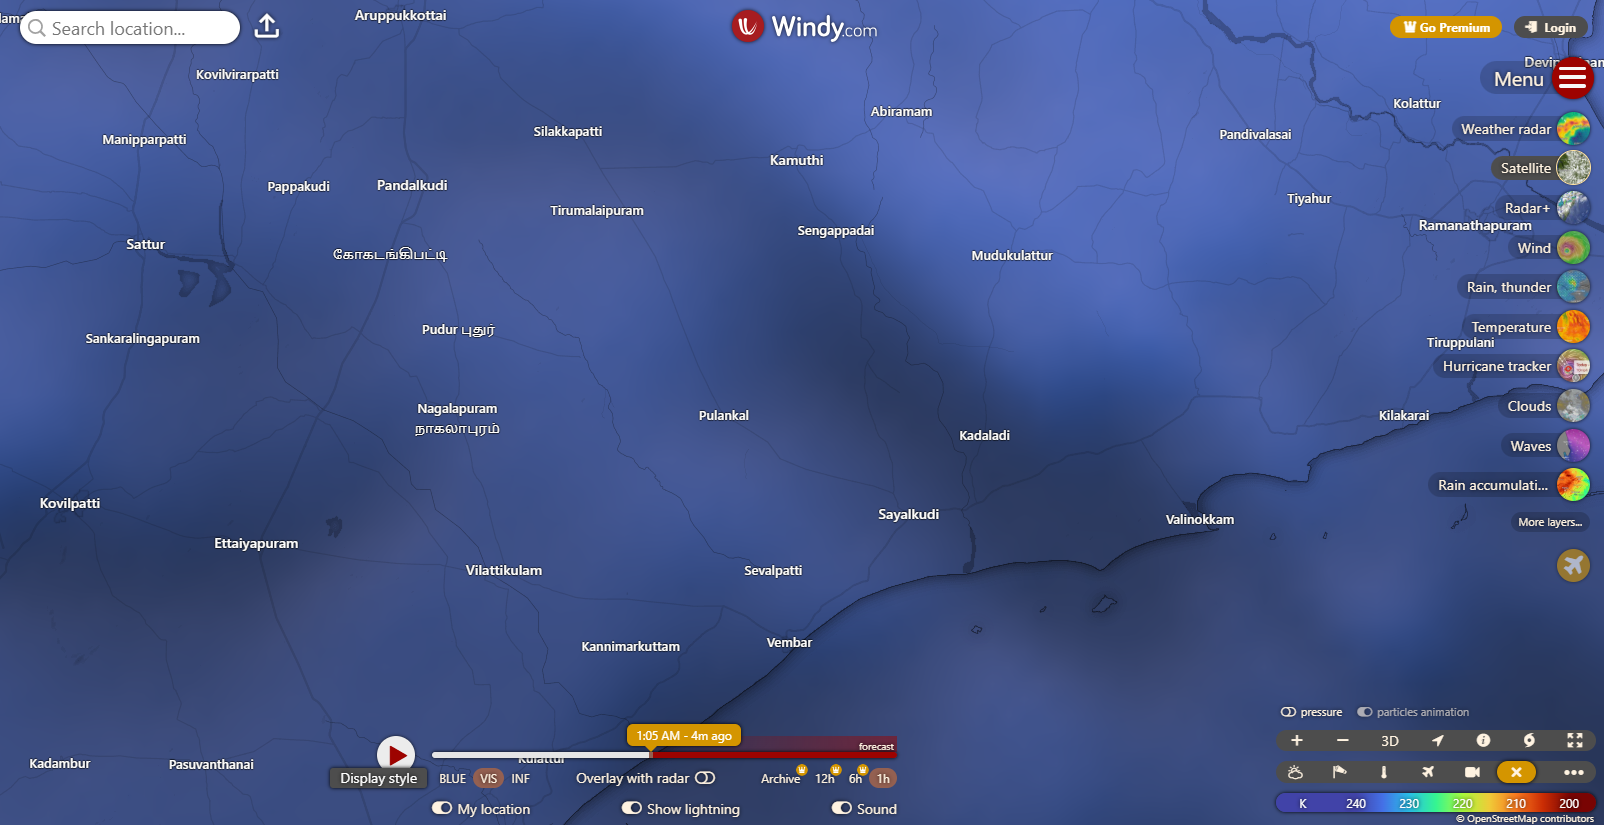 Aruppukkottai
Search location...
Windy.com
Go Premium
Login
Kovilvirarpatti
Menu
Kolattur
Abiramam
Silakkapatti
Weather radar
Pandivalasai
Manipparpatti
Kamuthi
Satellite
Pappakudi
Pandalkudi
Tiyahur
Radar+
Tirumalaipuram
Ramanathapuram
Sengappadai
Sattur
Wind
கோகடங்கிபட்டி
Mudukulattur
Rain, thunder
Pudur புதூர்
Temperature
Sankaralingapuram
Tiruppulani
Hurricane tracker
Clouds
Nagalapuram
நாகலாபுரம்
Pulankal
Kilakarai
Kadaladi
Waves
Rain accumulati...
Kovilpatti
Sayalkudi
Valinokkam
More layers...
Ettaiyapuram
Vilattikulam
Sevalpatti
Kannimarkuttam
Vembar
pressure
particles animation
1:05 AM - 4m ago
forecast
3D
Kadambur
Pasuvanthanai
Kulattur
Display style
BLUE VIS INF
Overlay with radar
Archive 12h 6h 1h
My location
Show lightning
Sound
K 240 230 220 210 200
© OpenStreetMap contributors